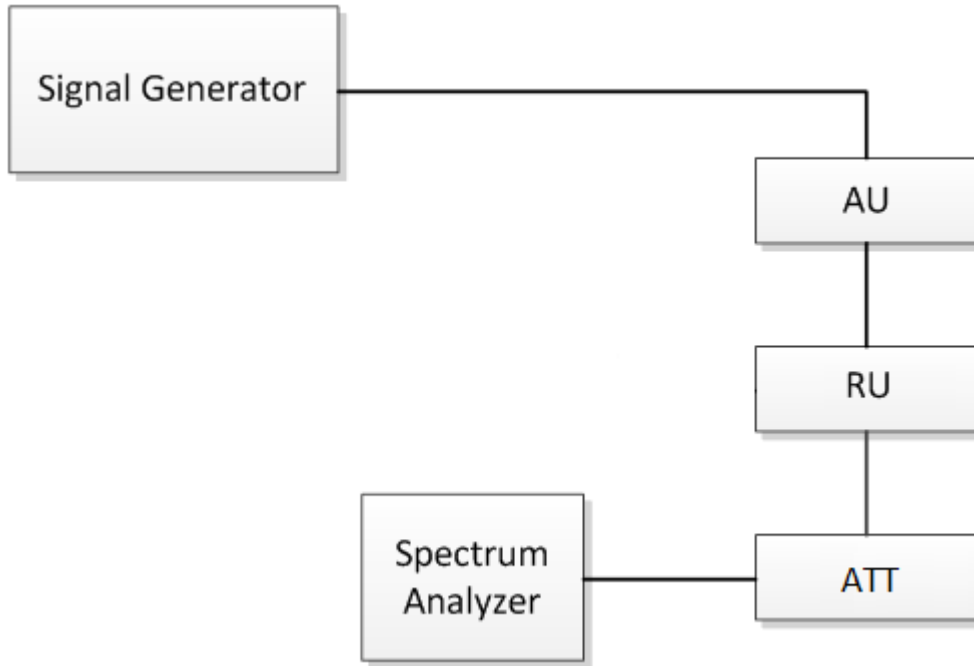 Signal Generator
AU
RU
Spectrum
Analyzer
ATT